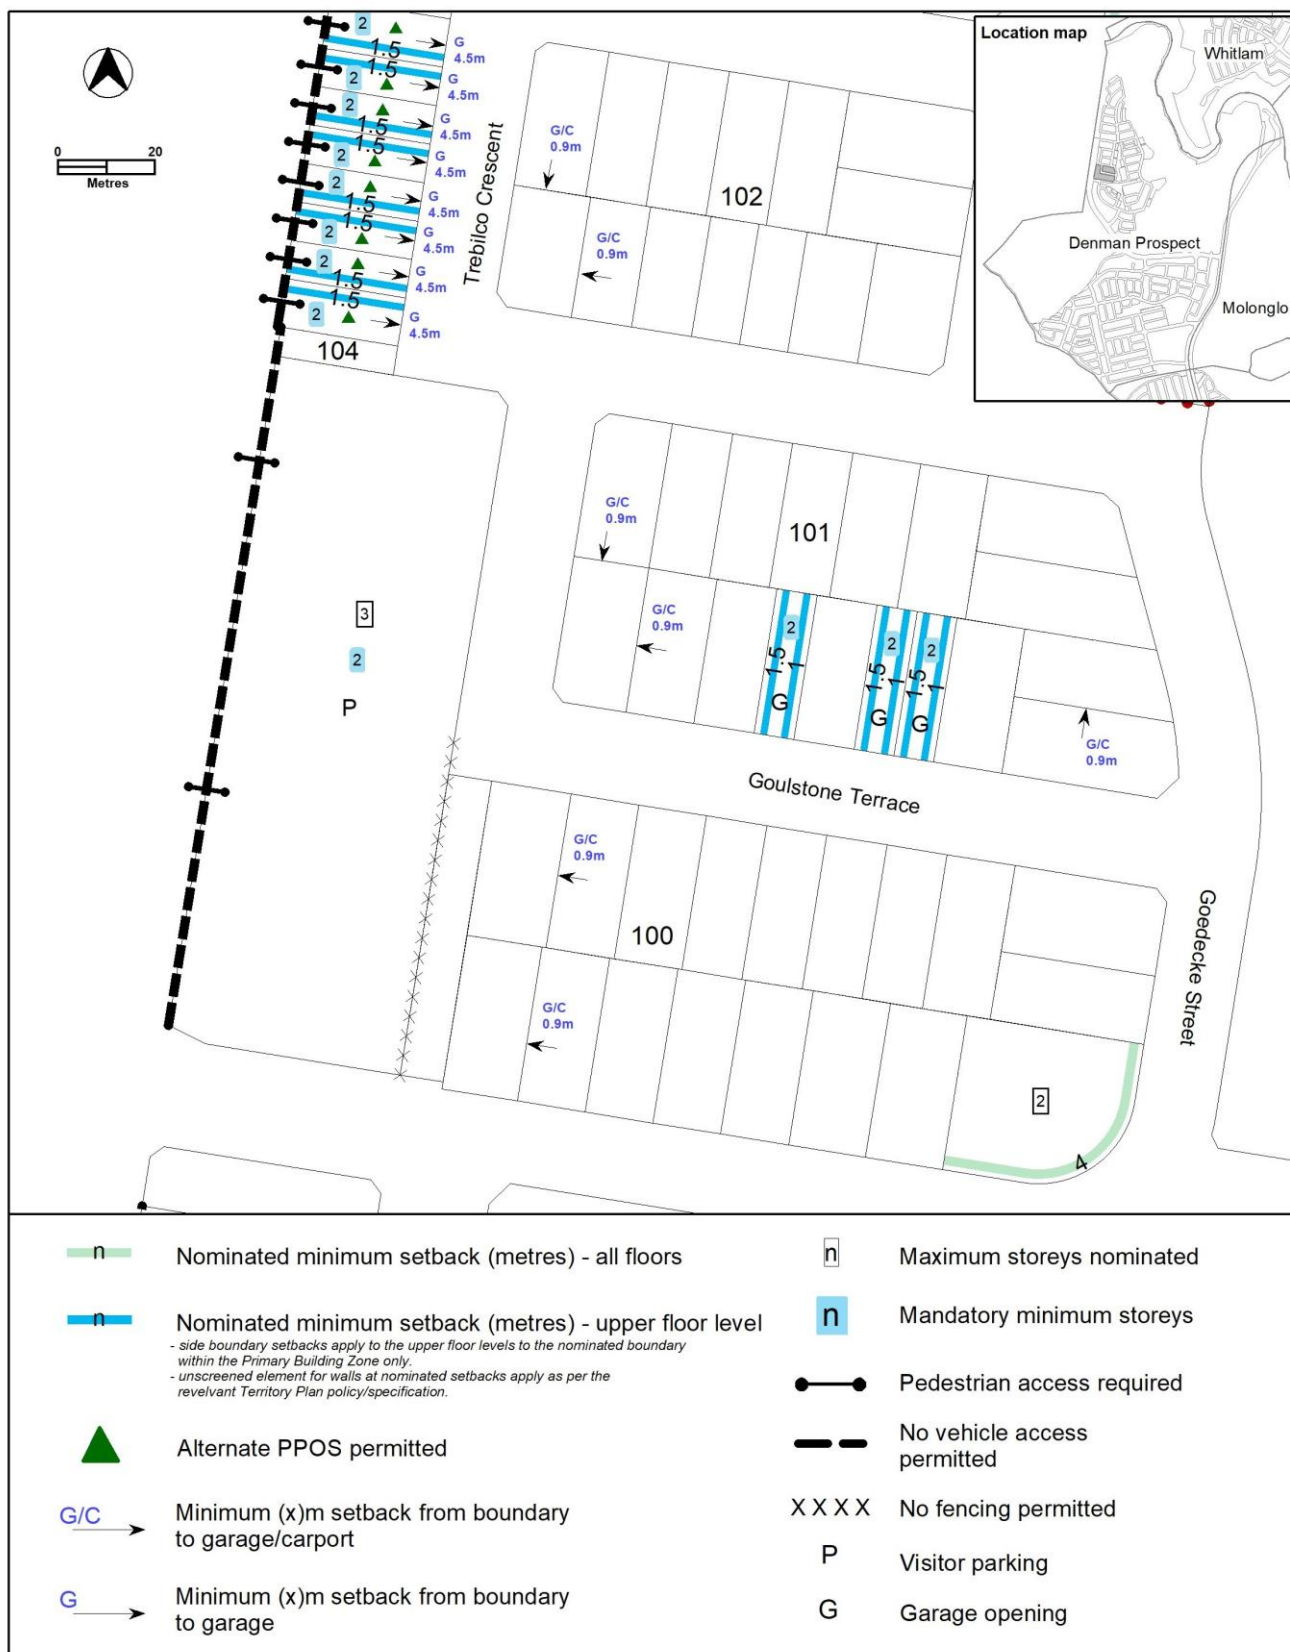 Location map
Whitlam
Denman Prospect
Molonglo
0 20
Metres
2
1.5
G
4.5m
1.5
2
G
4.5m
2
1.5
G
4.5m
1.5
2
G
4.5m
2
1.5
G
4.5m
1.5
2
G
4.5m
2
1.5
G
4.5m
1.5
2
G
4.5m
104
Trebilco Crescent
G/C
0.9m
102
G/C
0.9m
G/C
0.9m
101
G/C
0.9m
2
1.5
1
G
2
1.5
1
G
2
1.5
1
G
G/C
0.9m
3
2
P
Goulstone Terrace
G/C
0.9m
100
G/C
0.9m
Goedecke Street
2
4
n Nominated minimum setback (metres) - all floors
n Nominated minimum setback (metres) - upper floor level
- side boundary setbacks apply to the upper floor levels to the nominated boundary
within the Primary Building Zone only.
- unscreened element for walls at nominated setbacks apply as per the
revelvant Territory Plan policy/specification.
Alternate PPOS permitted
G/C Minimum (x)m setback from boundary
to garage/carport
G Minimum (x)m setback from boundary
to garage
n Maximum storeys nominated
n Mandatory minimum storeys
Pedestrian access required
No vehicle access
permitted
X X X X No fencing permitted
P Visitor parking
G Garage opening